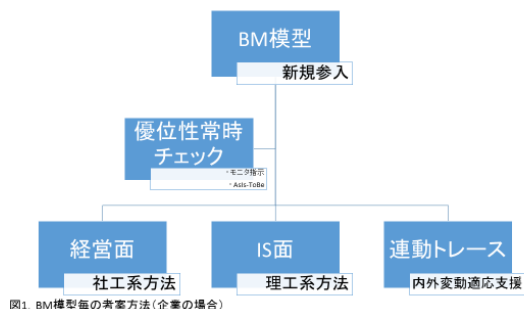 BM模型
新規参入
優位性常時
チェック
・モニタ指示
・AsIs-ToBe
経営面
社工系方法
IS面
理工系方法
連動トレース
内外変動適応支援
図1. BM模型毎の考案方法(企業の場合)